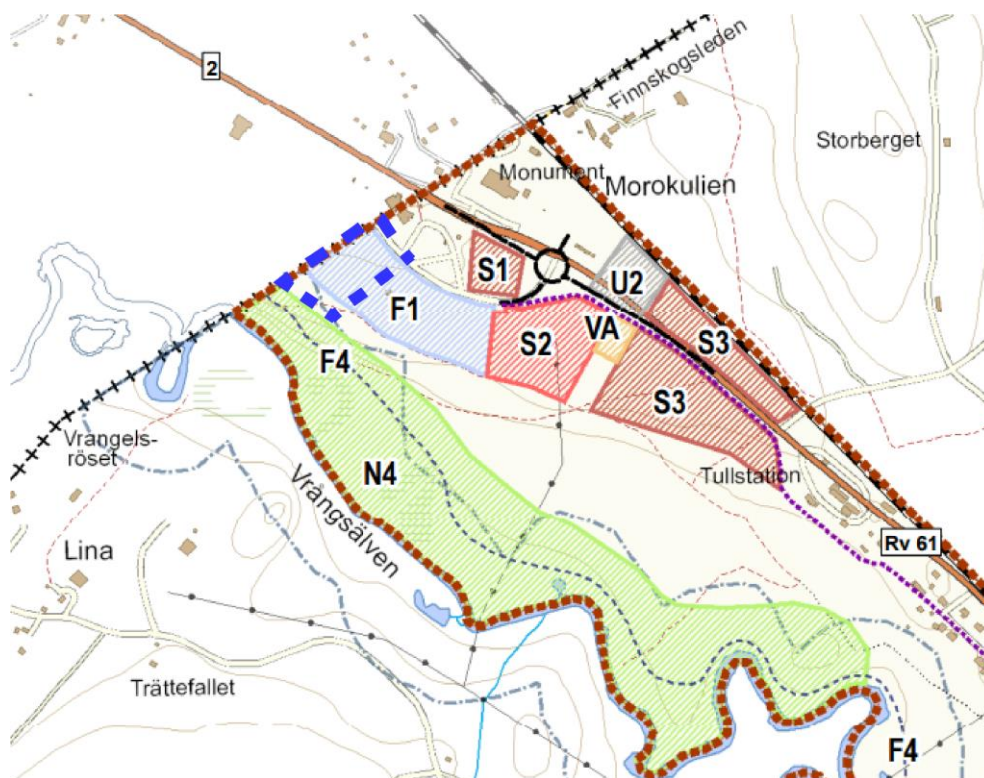 2
Finnskogsleden
Storberget
Monument
Morokulien
S1
U2
F1
VA
S2
S3
F4
S3
Vrangels-
röset
N4
Tullstation
Vrångsälven
Lina
Rv 61
Trättefallet
F4